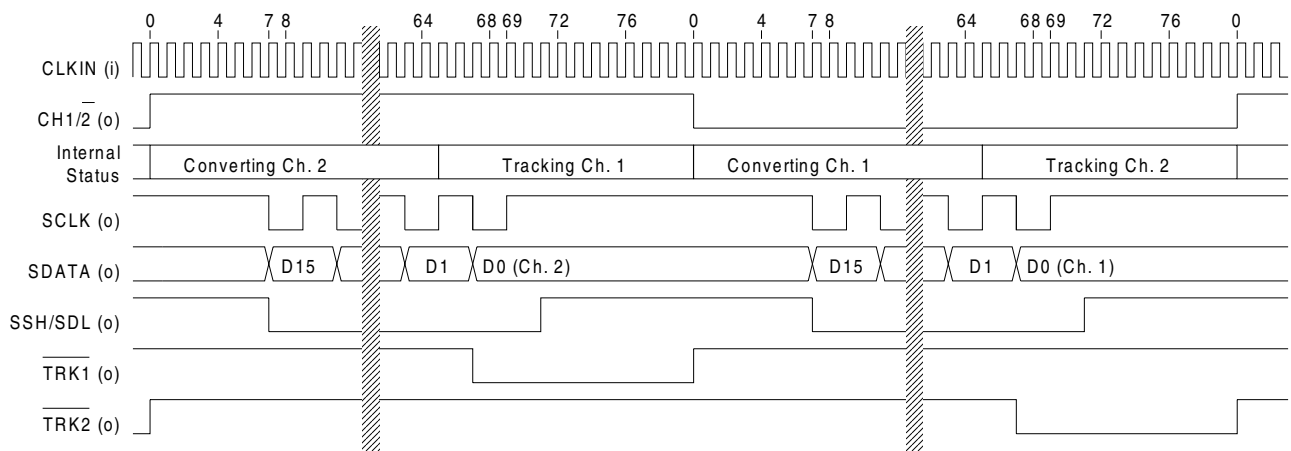 0 4 7 8 64 68 69 72 76 0 4 7 8 64 68 69 72 76 0
CLKIN (i)
CH1/2 (o)
Internal
Status
Converting Ch. 2 Tracking Ch. 1 Converting Ch. 1 Tracking Ch. 2
SCLK (o)
SDATA (o) D15 D1 D0 (Ch. 2) D15 D1 D0 (Ch. 1)
SSH/SDL (o)
TRK1 (o)
TRK2 (o)